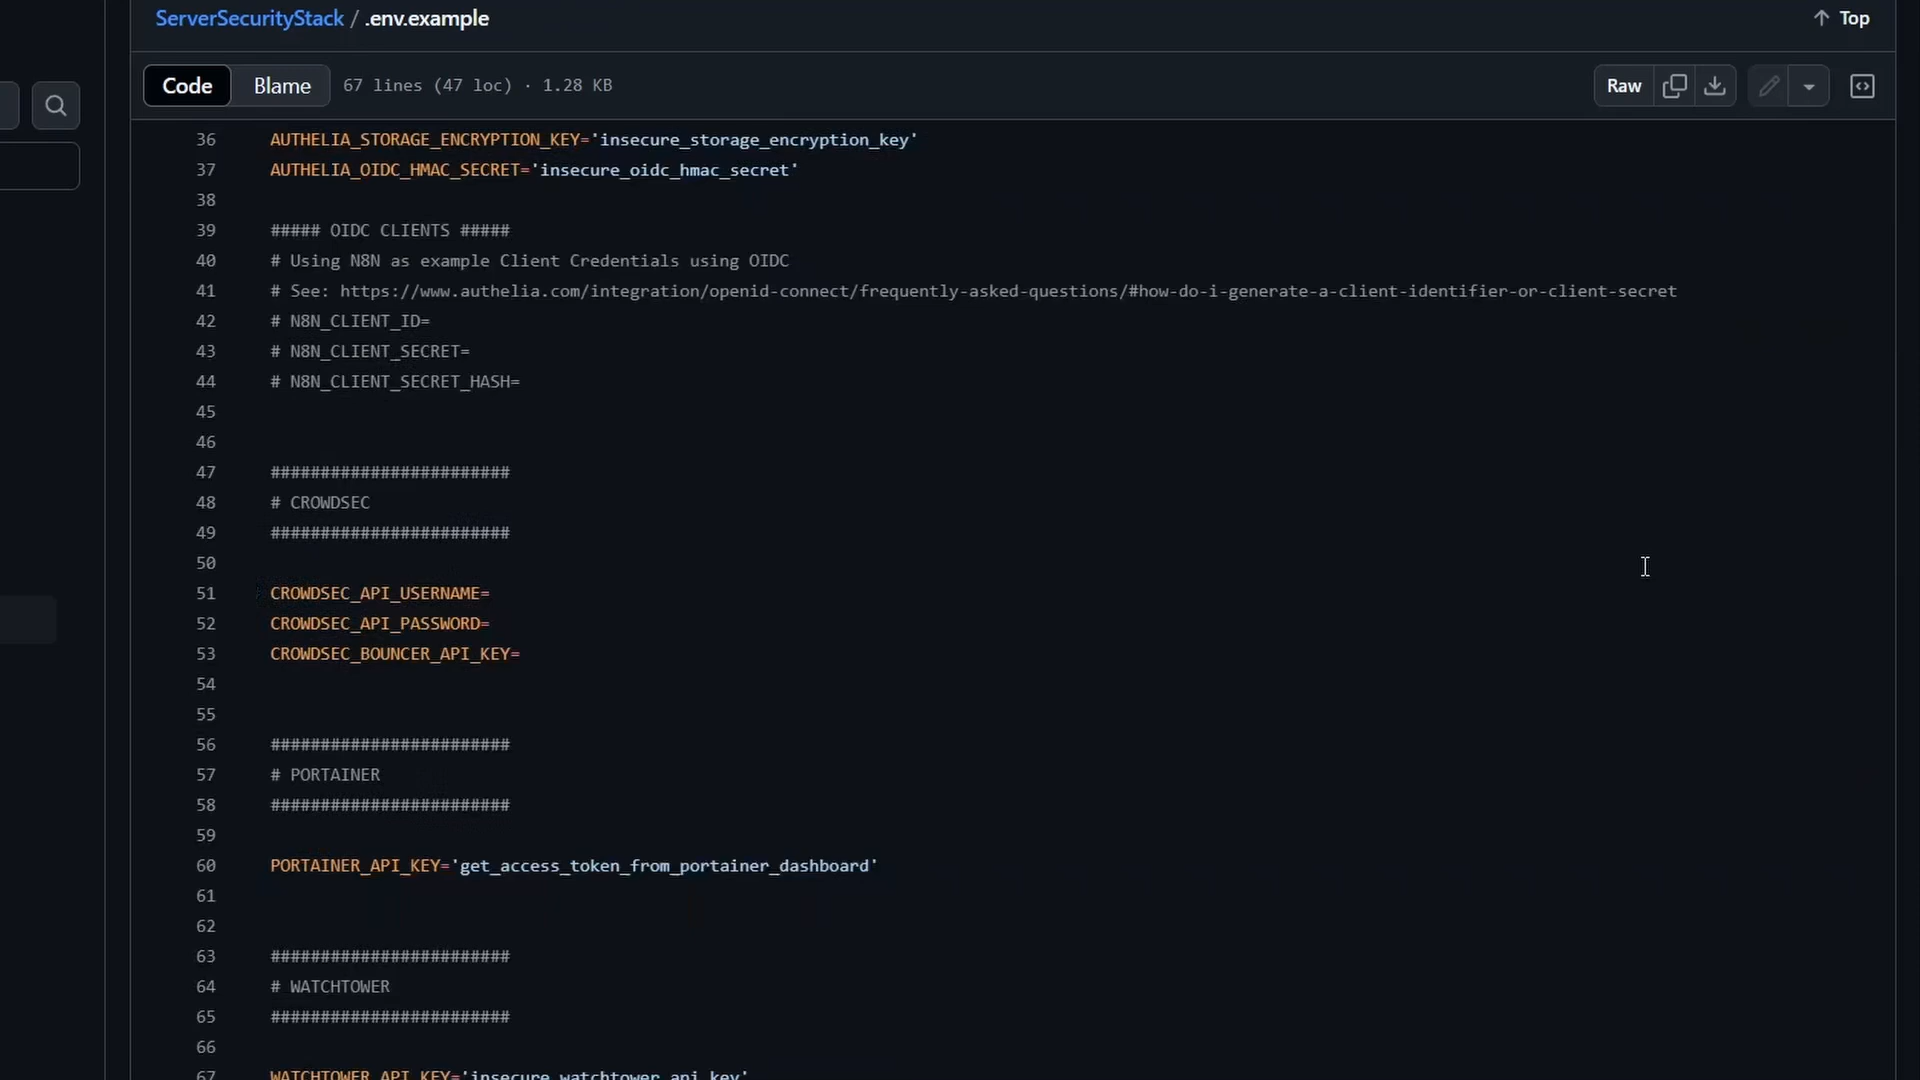 ServerSecurityStack / .env.example
↑ Top
Code Blame 67 lines (47 loc) · 1.28 KB
Raw
36 AUTHELIA_STORAGE_ENCRYPTION_KEY='insecure_storage_encryption_key'
37 AUTHELIA_OIDC_HMAC_SECRET='insecure_oidc_hmac_secret'
38
39 ##### OIDC CLIENTS #####
40 # Using N8N as example Client Credentials using OIDC
41 # See: https://www.authelia.com/integration/openid-connect/frequently-asked-questions/#how-do-i-generate-a-client-identifier-or-client-secret
42 # N8N_CLIENT_ID=
43 # N8N_CLIENT_SECRET=
44 # N8N_CLIENT_SECRET_HASH=
45
46
47 ########################
48 # CROWDSEC
49 ########################
50
51 CROWDSEC_API_USERNAME=
52 CROWDSEC_API_PASSWORD=
53 CROWDSEC_BOUNCER_API_KEY=
54
55
56 ########################
57 # PORTAINER
58 ########################
59
60 PORTAINER_API_KEY='get_access_token_from_portainer_dashboard'
61
62
63 ########################
64 # WATCHTOWER
65 ########################
66
67 WATCHTOWER_API_KEY='insecure_watchtower_api_key'